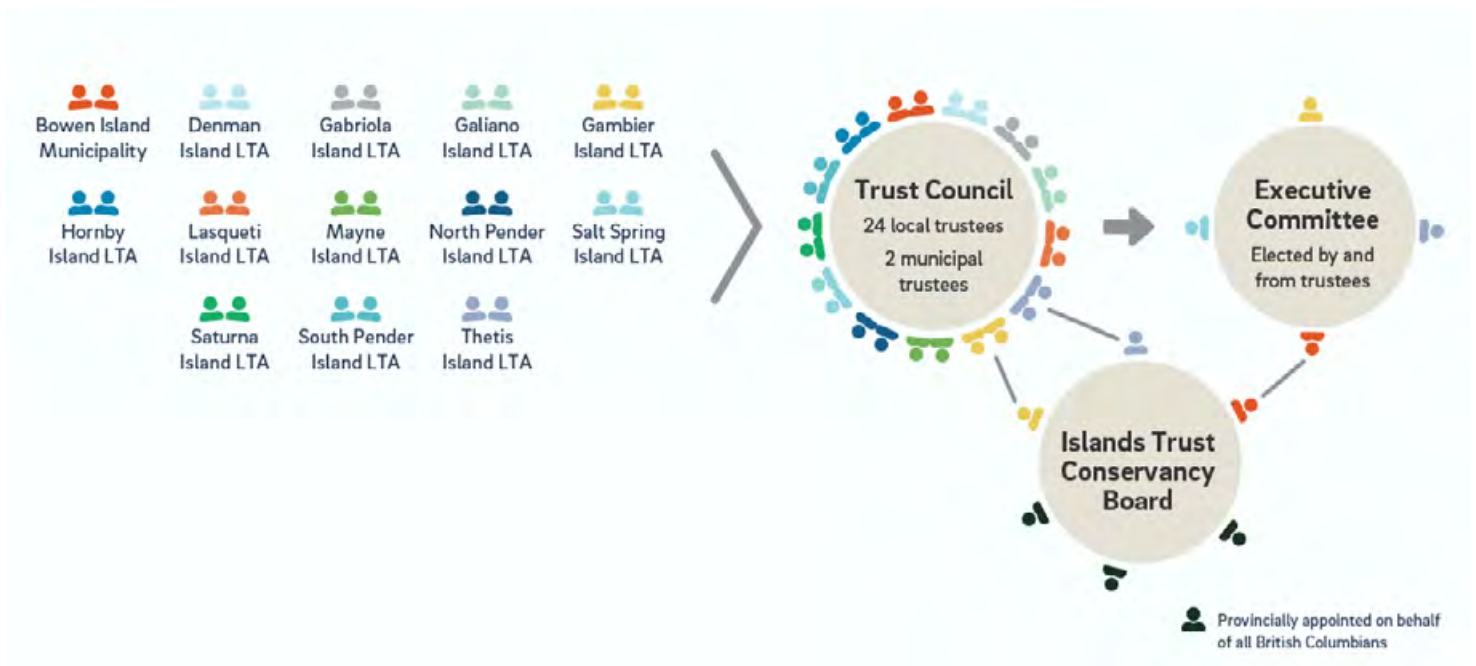 Bowen Island
Municipality
Denman
Island LTA
Gabriola
Island LTA
Galiano
Island LTA
Gambier
Island LTA
Hornby
Island LTA
Lasqueti
Island LTA
Mayne
Island LTA
North Pender
Island LTA
Salt Spring
Island LTA
Saturna
Island LTA
South Pender
Island LTA
Thetis
Island LTA
Trust Council
24 local trustees
2 municipal
trustees
Executive
Committee
Elected by and
from trustees
Islands Trust
Conservancy
Board
Provincially appointed on behalf
of all British Columbians